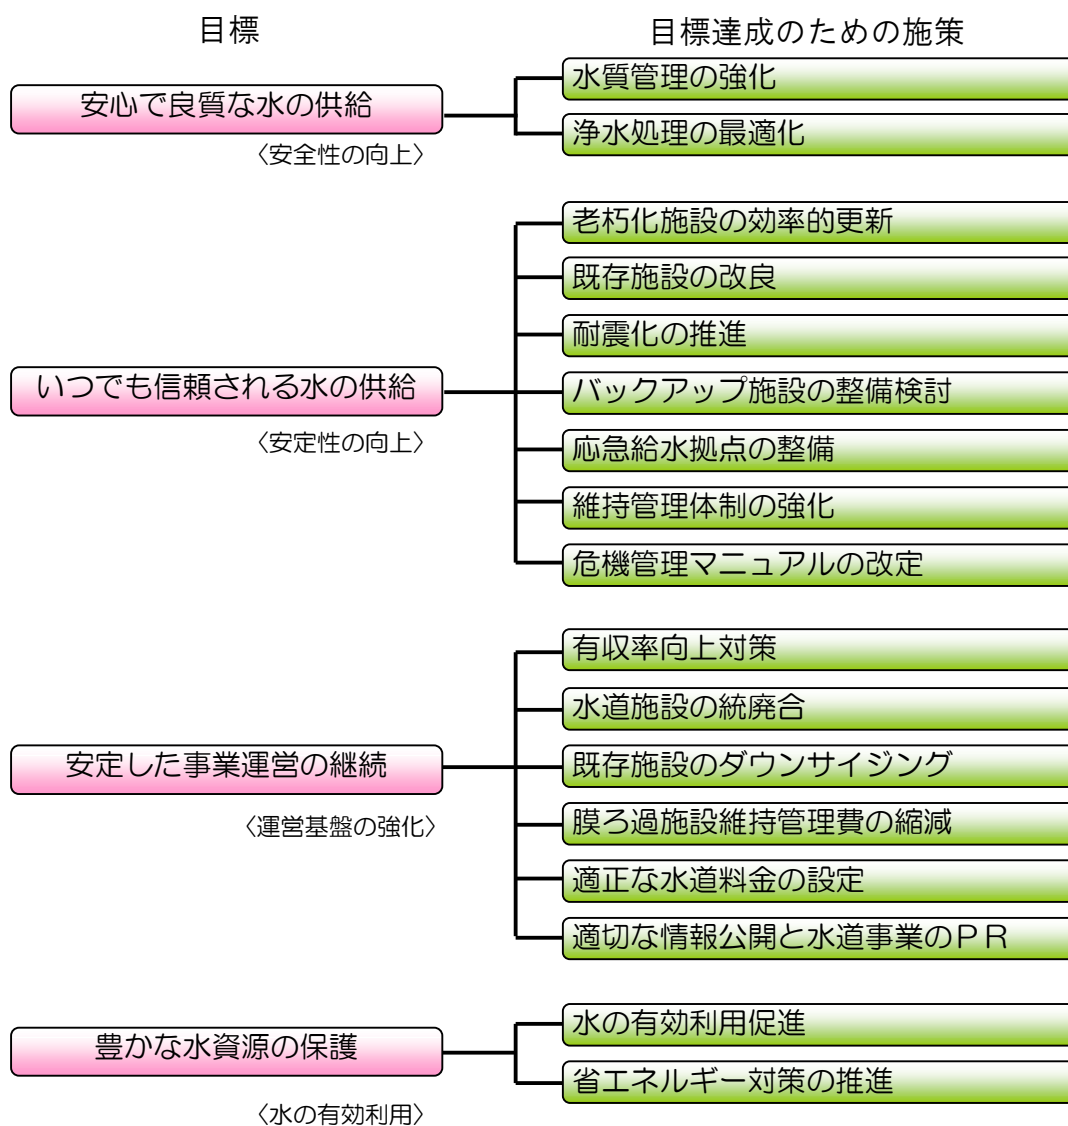 目標
目標達成のための施策
安心で良質な水の供給
〈安全性の向上〉
水質管理の強化
浄水処理の最適化
いつでも信頼される水の供給
〈安定性の向上〉
老朽化施設の効率的更新
既存施設の改良
耐震化の推進
バックアップ施設の整備検討
応急給水拠点の整備
維持管理体制の強化
危機管理マニュアルの改定
安定した事業運営の継続
〈運営基盤の強化〉
有収率向上対策
水道施設の統廃合
既存施設のダウンサイジング
膜ろ過施設維持管理費の縮減
適正な水道料金の設定
適切な情報公開と水道事業のＰＲ
豊かな水資源の保護
〈水の有効利用〉
水の有効利用促進
省エネルギー対策の推進